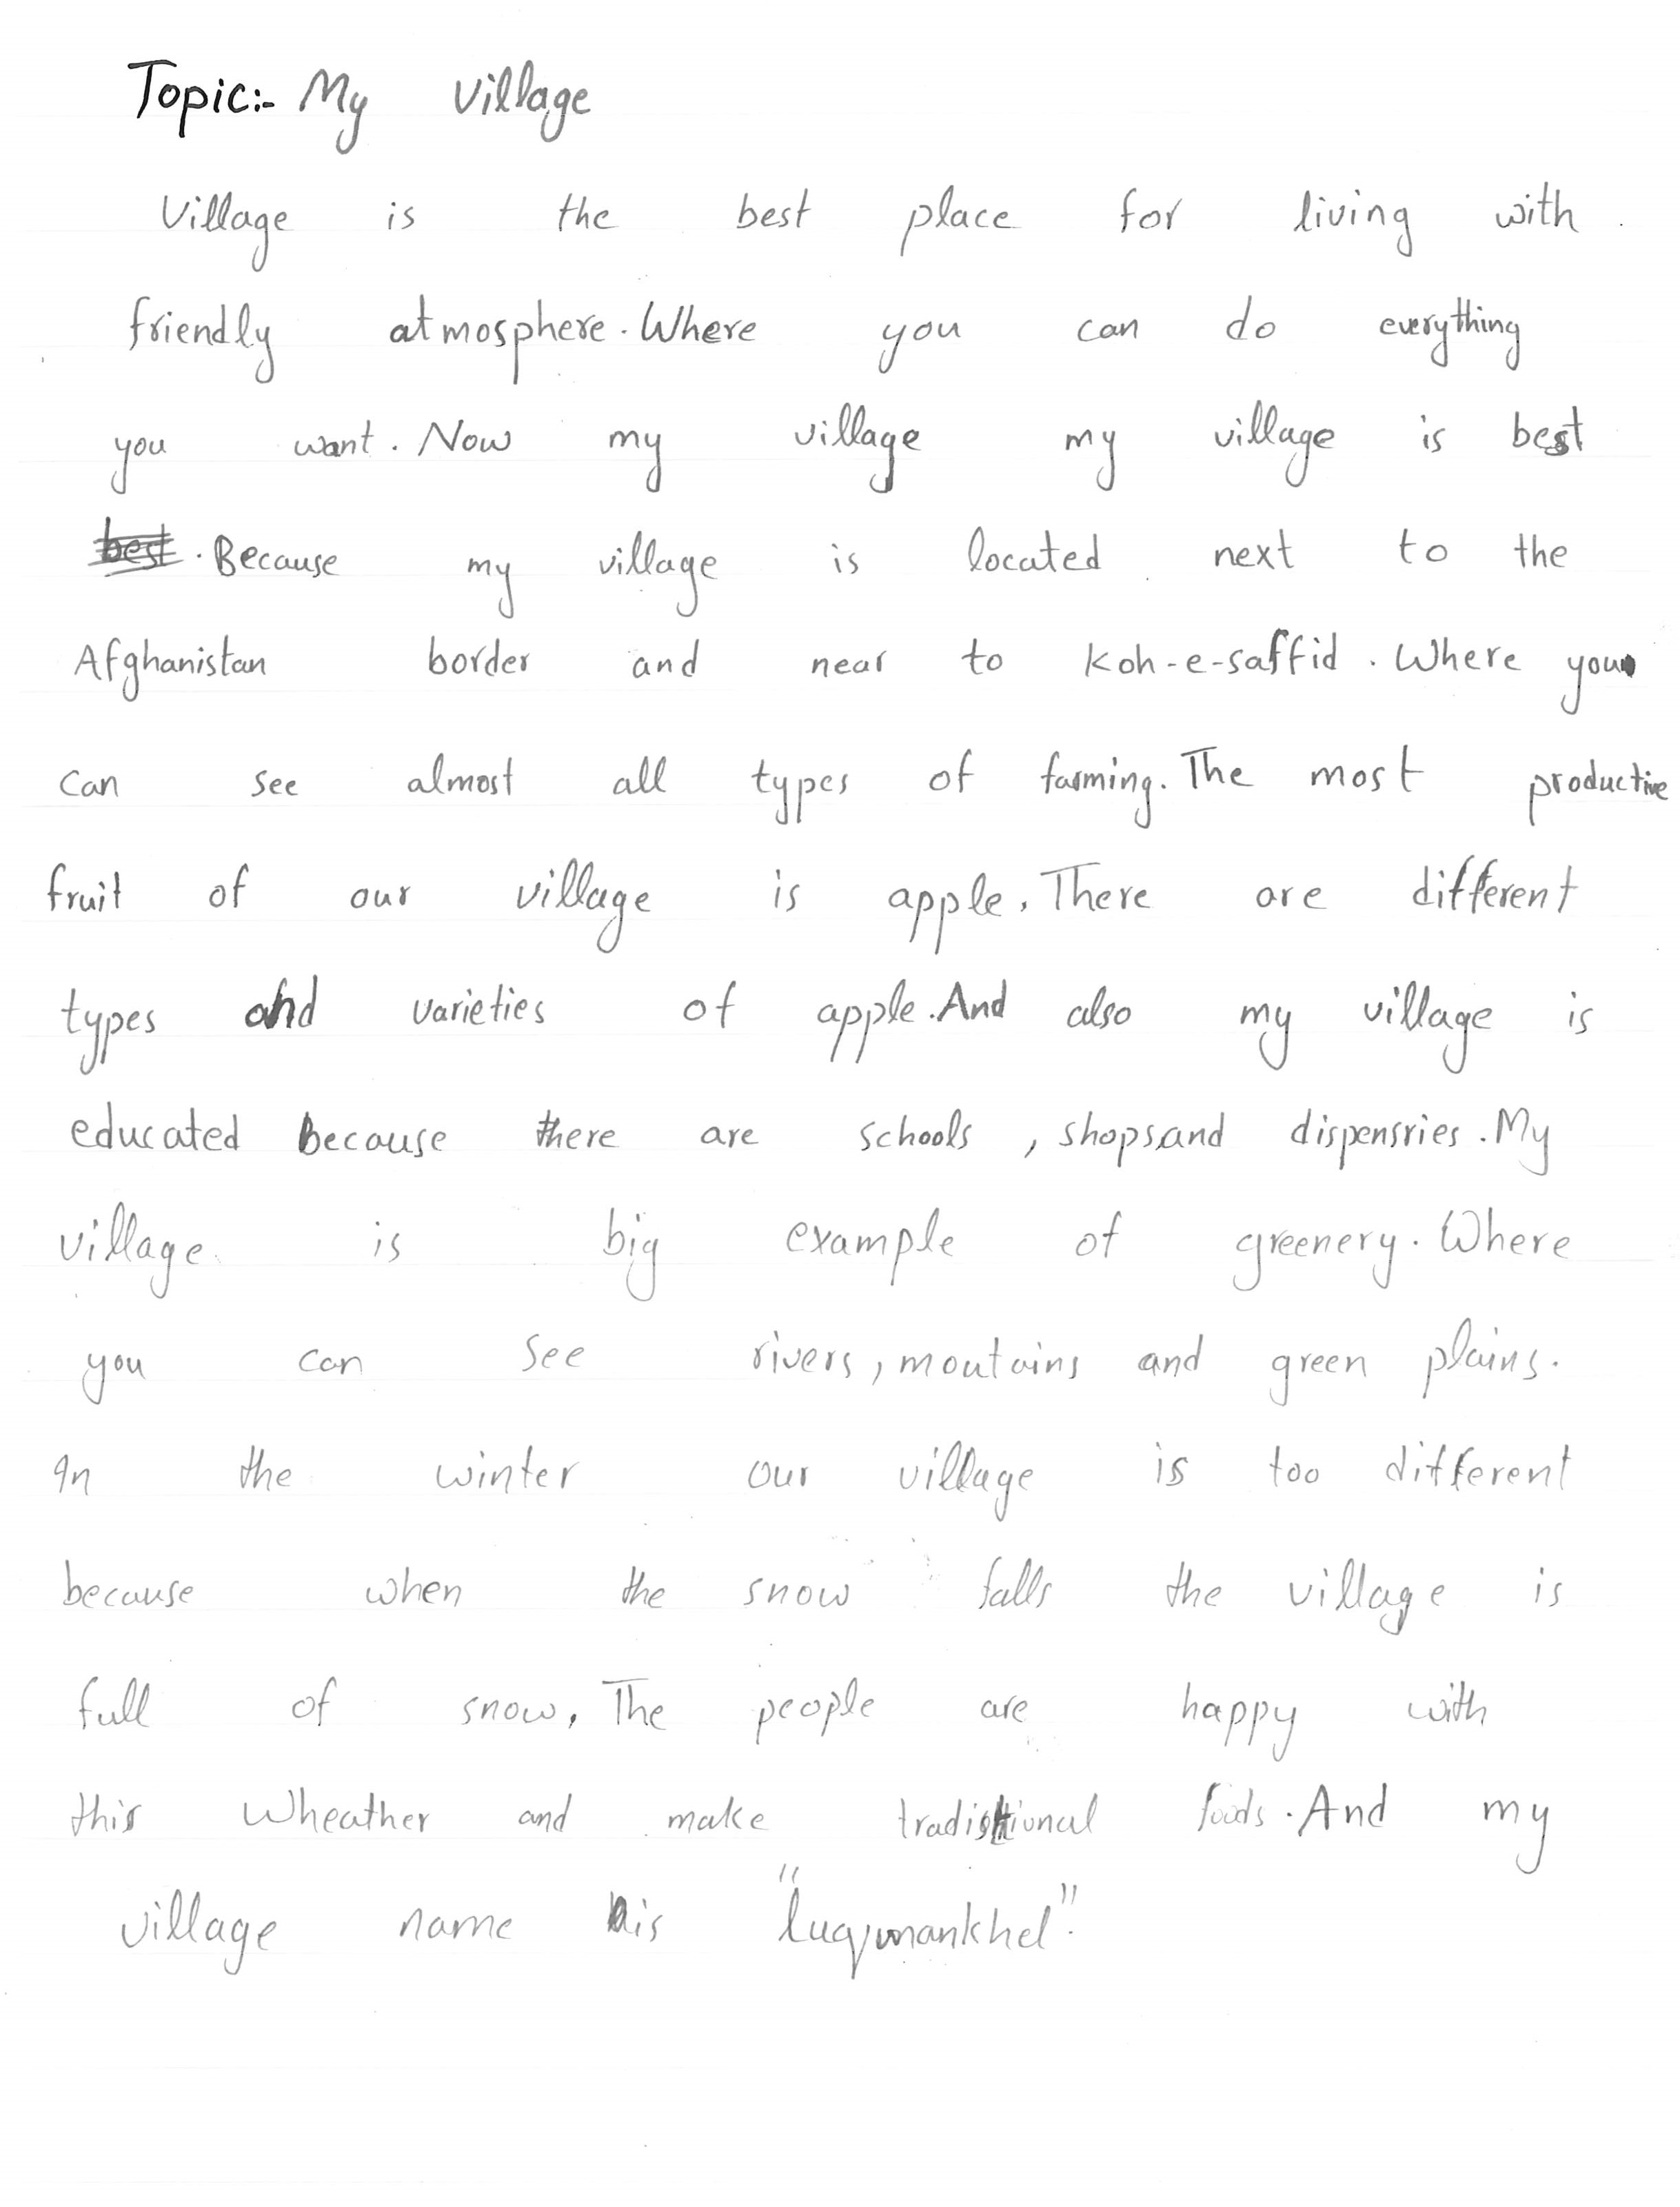 Topic:- My Village
Village is the best place for living with
friendly atmosphere. Where you can do everything
you want. Now my village my village is best
best. Because my village is located next to the
Afghanistan border and near to Koh-e-saffid. Where you
can see almost all types of farming. The most productive
fruit of our village is apple. There are different
types and varieties of apple. And also my village is
educated because there are schools, shops and dispensries. My
village is big example of greenery. Where
you can see rivers, moutains and green plains.
In the winter our village is too different
because when the snow falls the village is
full of snow. The people are happy with
this Wheather and make traditional foods. And my
village name is "luqmankhel".